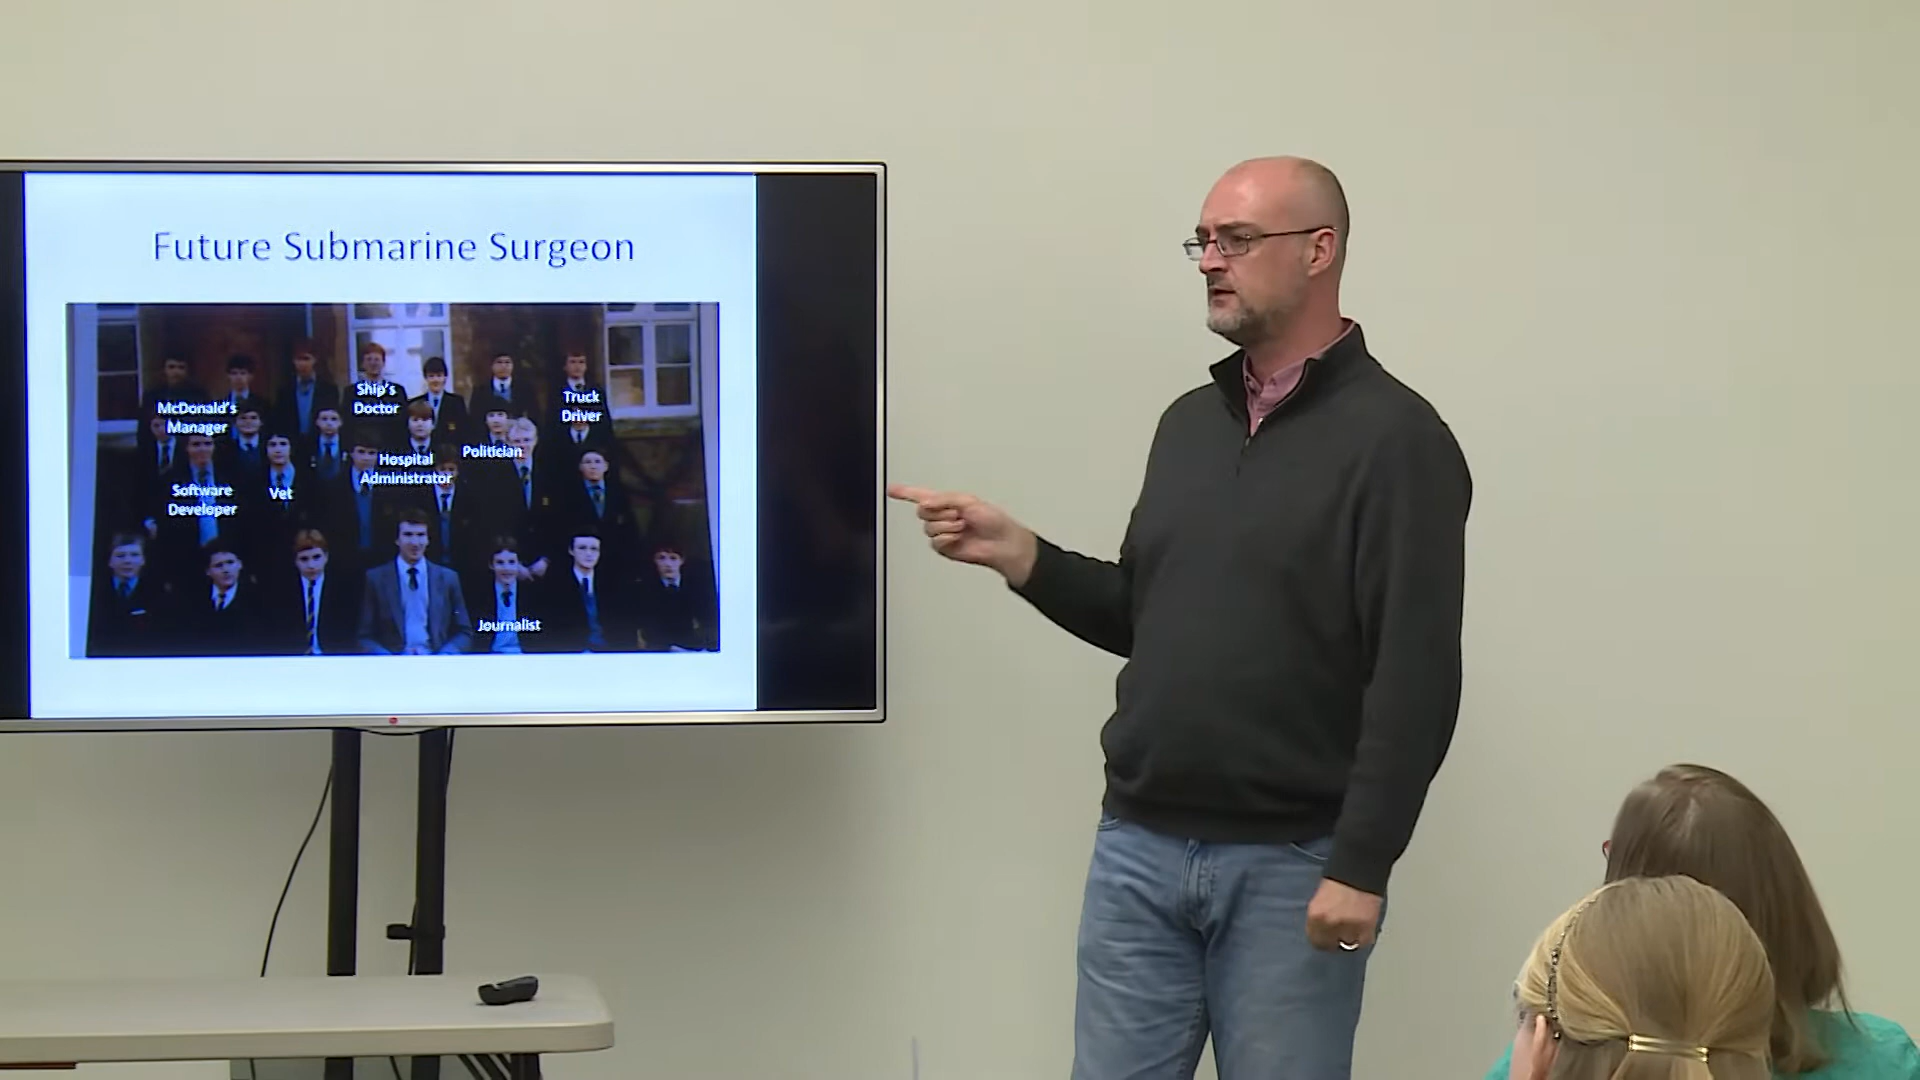 Future Submarine Surgeon
Ship's
Doctor
Truck
Driver
McDonald's
Manager
Politician
Hospital
Administrator
Software
Developer
Vet
Journalist